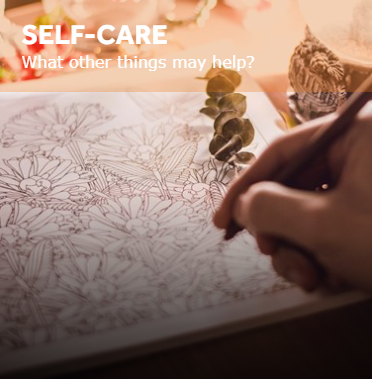 SELF-CARE
What other things may help?